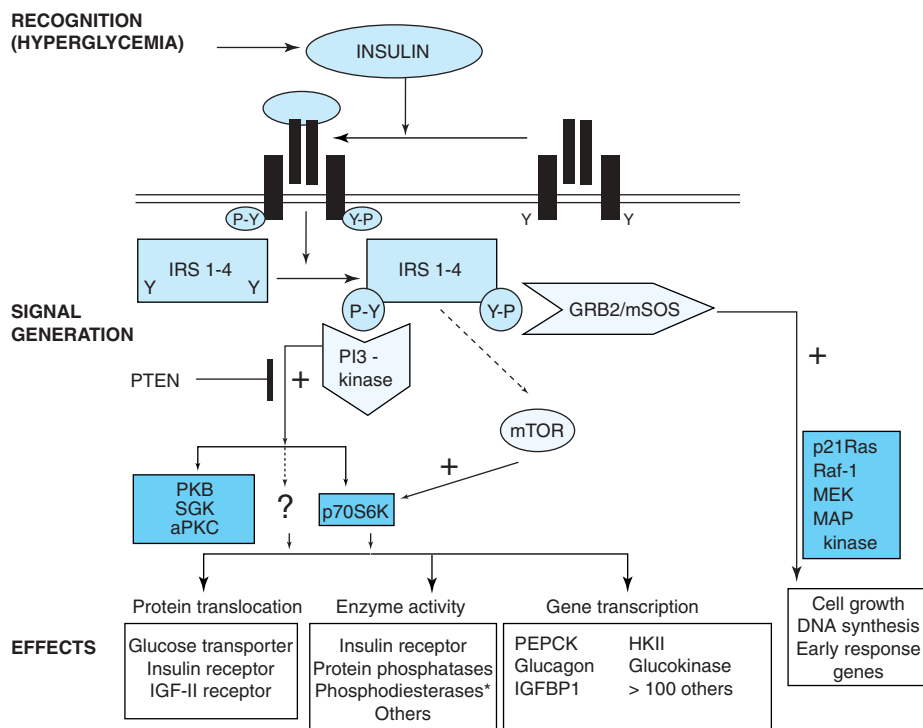 RECOGNITION
(HYPERGLYCEMIA)
INSULIN
P-Y
Y-P
Y
Y
IRS 1-4
Y
Y
IRS 1-4
P-Y
Y-P
GRB2/mSOS
SIGNAL
GENERATION
PI3 -
kinase
+
+
PTEN
mTOR
+
p21Ras
Raf-1
MEK
MAP
kinase
PKB
SGK
aPKC
?
p70S6K
Protein translocation
Enzyme activity
Gene transcription
EFFECTS
Glucose transporter
Insulin receptor
IGF-II receptor
Insulin receptor
Protein phosphatases
Phosphodiesterases*
Others
PEPCK
Glucagon
IGFBP1
HKII
Glucokinase
> 100 others
Cell growth
DNA synthesis
Early response
genes